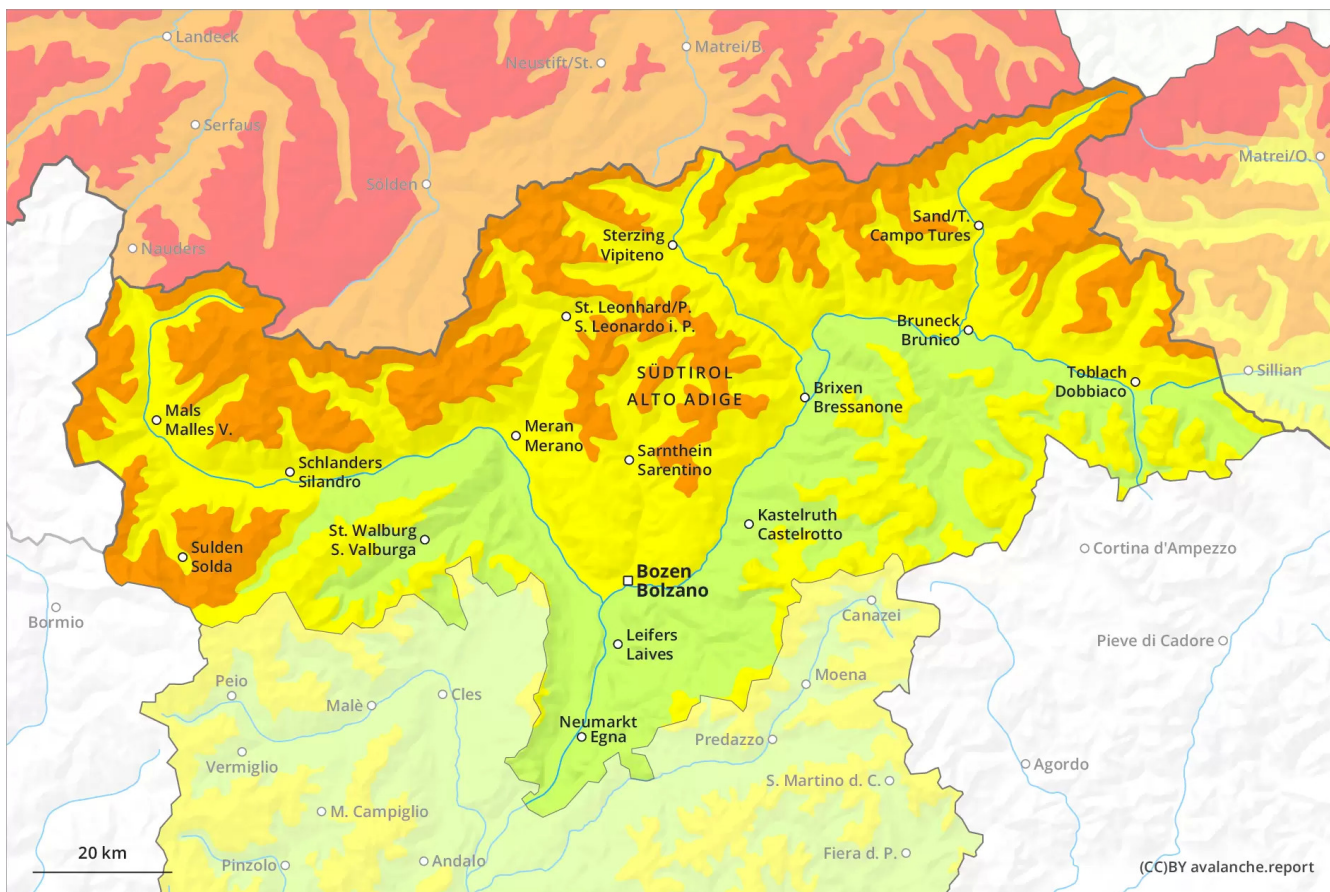 Landeck
Matrei/B
Neustift/St.
Serfaus
Matrei/O.
Sölden
Sand/T.
Campo Tures
Sterzing
Vipiteno
Nauders
St. Leonhard/P.
S. Leonardo i. P.
Bruneck
Brunico
SÜDTIROL
ALTO ADIGE
Toblach
Dobbiaco
Sillian
Brixen
Bressanone
Mals
Malles V.
Meran
Merano
Sarnthein
Sarentino
Schlanders
Silandro
Kastelruth
Castelrotto
St. Walburg
S. Valburga
Sulden
Solda
Cortina d'Ampezzo
Bozen
Bolzano
Bormio
Canazei
Leifers
Laives
Pieve di Cadore
Moena
Peio
Malè
Cles
Neumarkt
Egna
Predazzo
Vermiglio
Agordo
S. Martino d. C.
M. Campiglio
20 km
Pinzolo
Andalo
Fiera d. P.
(CC)BY avalanche.report